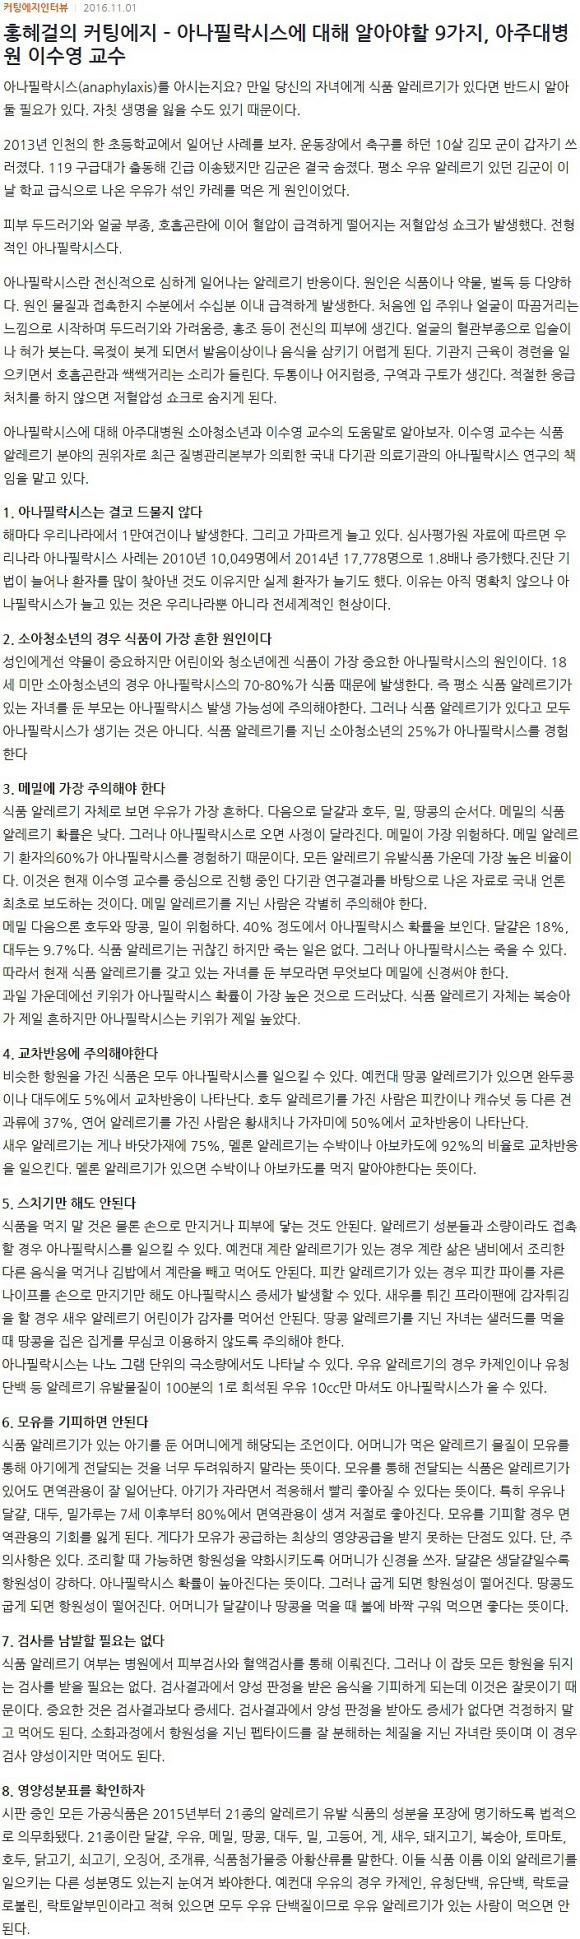 커팅에지인터뷰 | 2016.11.01
홍혜걸의 커팅에지 - 아나필락시스에 대해 알아야할 9가지, 아주대병
원 이수영 교수
아나필락시스(anaphylaxis)를 아시는지요? 만일 당신의 자녀에게 식품 알레르기가 있다면 반드시 알아
둘 필요가 있다. 자칫 생명을 잃을 수도 있기 때문이다.
2013년 인천의 한 초등학교에서 일어난 사례를 보자. 운동장에서 축구를 하던 10살 김모 군이 갑자기 쓰
러졌다. 119 구급대가 출동해 긴급 이송됐지만 김군은 결국 숨졌다. 평소 우유 알레르기 있던 김군이 이
날 학교 급식으로 나온 우유가 섞인 카레를 먹은 게 원인이었다.
피부 두드러기와 얼굴 부종, 호흡곤란에 이어 혈압이 급격하게 떨어지는 저혈압성 쇼크가 발생했다. 전형
적인 아나필락시스다.
아나필락시스란 전신적으로 심하게 일어나는 알레르기 반응이다. 원인은 식품이나 약물, 벌독 등 다양하
다. 원인 물질과 접촉한지 수분에서 수십분 이내 급격하게 발생한다. 처음엔 입 주위나 얼굴이 따끔거리는
느낌으로 시작하며 두드러기와 가려움증, 홍조 등이 전신의 피부에 생긴다. 얼굴의 혈관부종으로 입술이
나 혀가 붓는다. 목젖이 붓게 되면서 발음이상이나 음식을 삼키기 어렵게 된다. 기관지 근육이 경련을 일
으키면서 호흡곤란과 쌕쌕거리는 소리가 들린다. 두통이나 어지럼증, 구역과 구토가 생긴다. 적절한 응급
처치를 하지 않으면 저혈압성 쇼크로 숨지게 된다.
아나필락시스에 대해 아주대병원 소아청소년과 이수영 교수의 도움말로 알아보자. 이수영 교수는 식품
알레르기 분야의 권위자로 최근 질병관리본부가 의뢰한 국내 다기관 의료기관의 아나필락시스 연구의 책
임을 맡고 있다.
1. 아나필락시스는 결코 드물지 않다
해마다 우리나라에서 1만여건이나 발생한다. 그리고 가파르게 늘고 있다. 심사평가원 자료에 따르면 우
리나라 아나필락시스 사례는 2010년 10,049명에서 2014년 17,778명으로 1.8배나 증가했다.진단 기
법이 늘어나 환자를 많이 찾아낸 것도 이유지만 실제 환자가 늘기도 했다. 이유는 아직 명확치 않으나 아
나필락시스가 늘고 있는 것은 우리나라뿐 아니라 전세계적인 현상이다.
2. 소아청소년의 경우 식품이 가장 흔한 원인이다
성인에게선 약물이 중요하지만 어린이와 청소년에겐 식품이 가장 중요한 아나필락시스의 원인이다. 18
세 미만 소아청소년의 경우 아나필락시스의 70-80%가 식품 때문에 발생한다. 즉 평소 식품 알레르기가
있는 자녀를 둔 부모는 아나필락시스 발생 가능성에 주의해야한다. 그러나 식품 알레르기가 있다고 모두
아나필락시스가 생기는 것은 아니다. 식품 알레르기를 지닌 소아청소년의 25%가 아나필락시스를 경험
한다
3. 메밀에 가장 주의해야 한다
식품 알레르기 자체로 보면 우유가 가장 흔하다. 다음으로 달걀과 호두, 밀, 땅콩의 순서다. 메밀의 식품
알레르기 확률은 낮다. 그러나 아나필락시스로 오면 사정이 달라진다. 메밀이 가장 위험하다. 메밀 알레르
기 환자의60%가 아나필락시스를 경험하기 때문이다. 모든 알레르기 유발식품 가운데 가장 높은 비율이
다. 이것은 현재 이수영 교수를 중심으로 진행 중인 다기관 연구결과를 바탕으로 나온 자료로 국내 언론
최초로 보도하는 것이다. 메밀 알레르기를 지닌 사람은 각별히 주의해야 한다.
메밀 다음으론 호두와 땅콩, 밀이 위험하다. 40% 정도에서 아나필락시스 확률을 보인다. 달걀은 18%,
대두는 9.7%다. 식품 알레르기는 귀찮긴 하지만 죽는 일은 없다. 그러나 아나필락시스는 죽을 수 있다.
따라서 현재 식품 알레르기를 갖고 있는 자녀를 둔 부모라면 무엇보다 메밀에 신경써야 한다.
과일 가운데에선 키위가 아나필락시스 확률이 가장 높은 것으로 드러났다. 식품 알레르기 자체는 복숭아
가 제일 흔하지만 아나필락시스는 키위가 제일 높았다.
4. 교차반응에 주의해야한다
비슷한 항원을 가진 식품은 모두 아나필락시스를 일으킬 수 있다. 예컨대 땅콩 알레르기가 있으면 완두콩
이나 대두에도 5%에서 교차반응이 나타난다. 호두 알레르기를 가진 사람은 피칸이나 캐슈넛 등 다른 견
과류에 37%, 연어 알레르기를 가진 사람은 황새치나 가자미에 50%에서 교차반응이 나타난다.
새우 알레르기는 게나 바닷가재에 75%, 멜론 알레르기는 수박이나 아보카도에 92%의 비율로 교차반응
을 일으킨다. 멜론 알레르기가 있으면 수박이나 아보카도를 먹지 말아야한다는 뜻이다.
5. 스치기만 해도 안된다
식품을 먹지 말 것은 물론 손으로 만지거나 피부에 닿는 것도 안된다. 알레르기 성분들과 소량이라도 접촉
할 경우 아나필락시스를 일으킬 수 있다. 예컨대 계란 알레르기가 있는 경우 계란 삶은 냄비에서 조리한
다른 음식을 먹거나 김밥에서 계란을 빼고 먹어도 안된다. 피칸 알레르기가 있는 경우 피칸 파이를 자른
나이프를 손으로 만지기만 해도 아나필락시스 증세가 발생할 수 있다. 새우를 튀긴 프라이팬에 감자튀김
을 할 경우 새우 알레르기 어린이가 감자를 먹어선 안된다. 땅콩 알레르기를 지닌 자녀는 샐러드를 먹을
때 땅콩을 집은 집게를 무심코 이용하지 않도록 주의해야 한다.
아나필락시스는 나노 그램 단위의 극소량에서도 나타날 수 있다. 우유 알레르기의 경우 카제인이나 유청
단백 등 알레르기 유발물질이 100분의 1로 희석된 우유 10cc만 마셔도 아나필락시스가 올 수 있다.
6. 모유를 기피하면 안된다
식품 알레르기가 있는 아기를 둔 어머니에게 해당되는 조언이다. 어머니가 먹은 알레르기 물질이 모유를
통해 아기에게 전달되는 것을 너무 두려워하지 말라는 뜻이다. 모유를 통해 전달되는 식품은 알레르기가
있어도 면역관용이 잘 일어난다. 아기가 자라면서 적응해서 빨리 좋아질 수 있다는 뜻이다. 특히 우유나
달걀, 대두, 밀가루는 7세 이후부터 80%에서 면역관용이 생겨 저절로 좋아진다. 모유를 기피할 경우 면
역관용의 기회를 잃게 된다. 게다가 모유가 공급하는 최상의 영양공급을 받지 못하는 단점도 있다. 단, 주
의사항은 있다. 조리할 때 가능하면 항원성을 약화시키도록 어머니가 신경을 쓰자. 달걀은 생달걀일수록
항원성이 강하다. 아나필락시스 확률이 높아진다는 뜻이다. 그러나 굽게 되면 항원성이 떨어진다. 땅콩도
굽게 되면 항원성이 떨어진다. 어머니가 달걀이나 땅콩을 먹을 때 불에 바짝 구워 먹으면 좋다는 뜻이다.
7. 검사를 남발할 필요는 없다
식품 알레르기 여부는 병원에서 피부검사와 혈액검사를 통해 이뤄진다. 그러나 이 잡듯 모든 항원을 뒤지
는 검사를 받을 필요는 없다. 검사결과에서 양성 판정을 받은 음식을 기피하게 되는데 이것은 잘못이기 때
문이다. 중요한 것은 검사결과보다 증세다. 검사결과에서 양성 판정을 받아도 증세가 없다면 걱정하지 말
고 먹어도 된다. 소화과정에서 항원성을 지닌 펩타이드를 잘 분해하는 체질을 지닌 자녀란 뜻이며 이 경우
검사 양성이지만 먹어도 된다.
8. 영양성분표를 확인하자
시판 중인 모든 가공식품은 2015년부터 21종의 알레르기 유발 식품의 성분을 포장에 명기하도록 법적으
로 의무화됐다. 21종이란 달걀, 우유, 메밀, 땅콩, 대두, 밀, 고등어, 게, 새우, 돼지고기, 복숭아, 토마토,
호두, 닭고기, 쇠고기, 오징어, 조개류, 식품첨가물중 아황산류를 말한다. 이들 식품 이름 이외 알레르기를
일으키는 다른 성분명도 있는지 눈여겨 봐야한다. 예컨대 우유의 경우 카제인, 유청단백, 유단백, 락토글
로불린, 락토알부민이라고 적혀 있으면 모두 우유 단백질이므로 우유 알레르기가 있는 사람이 먹으면 안
된다.